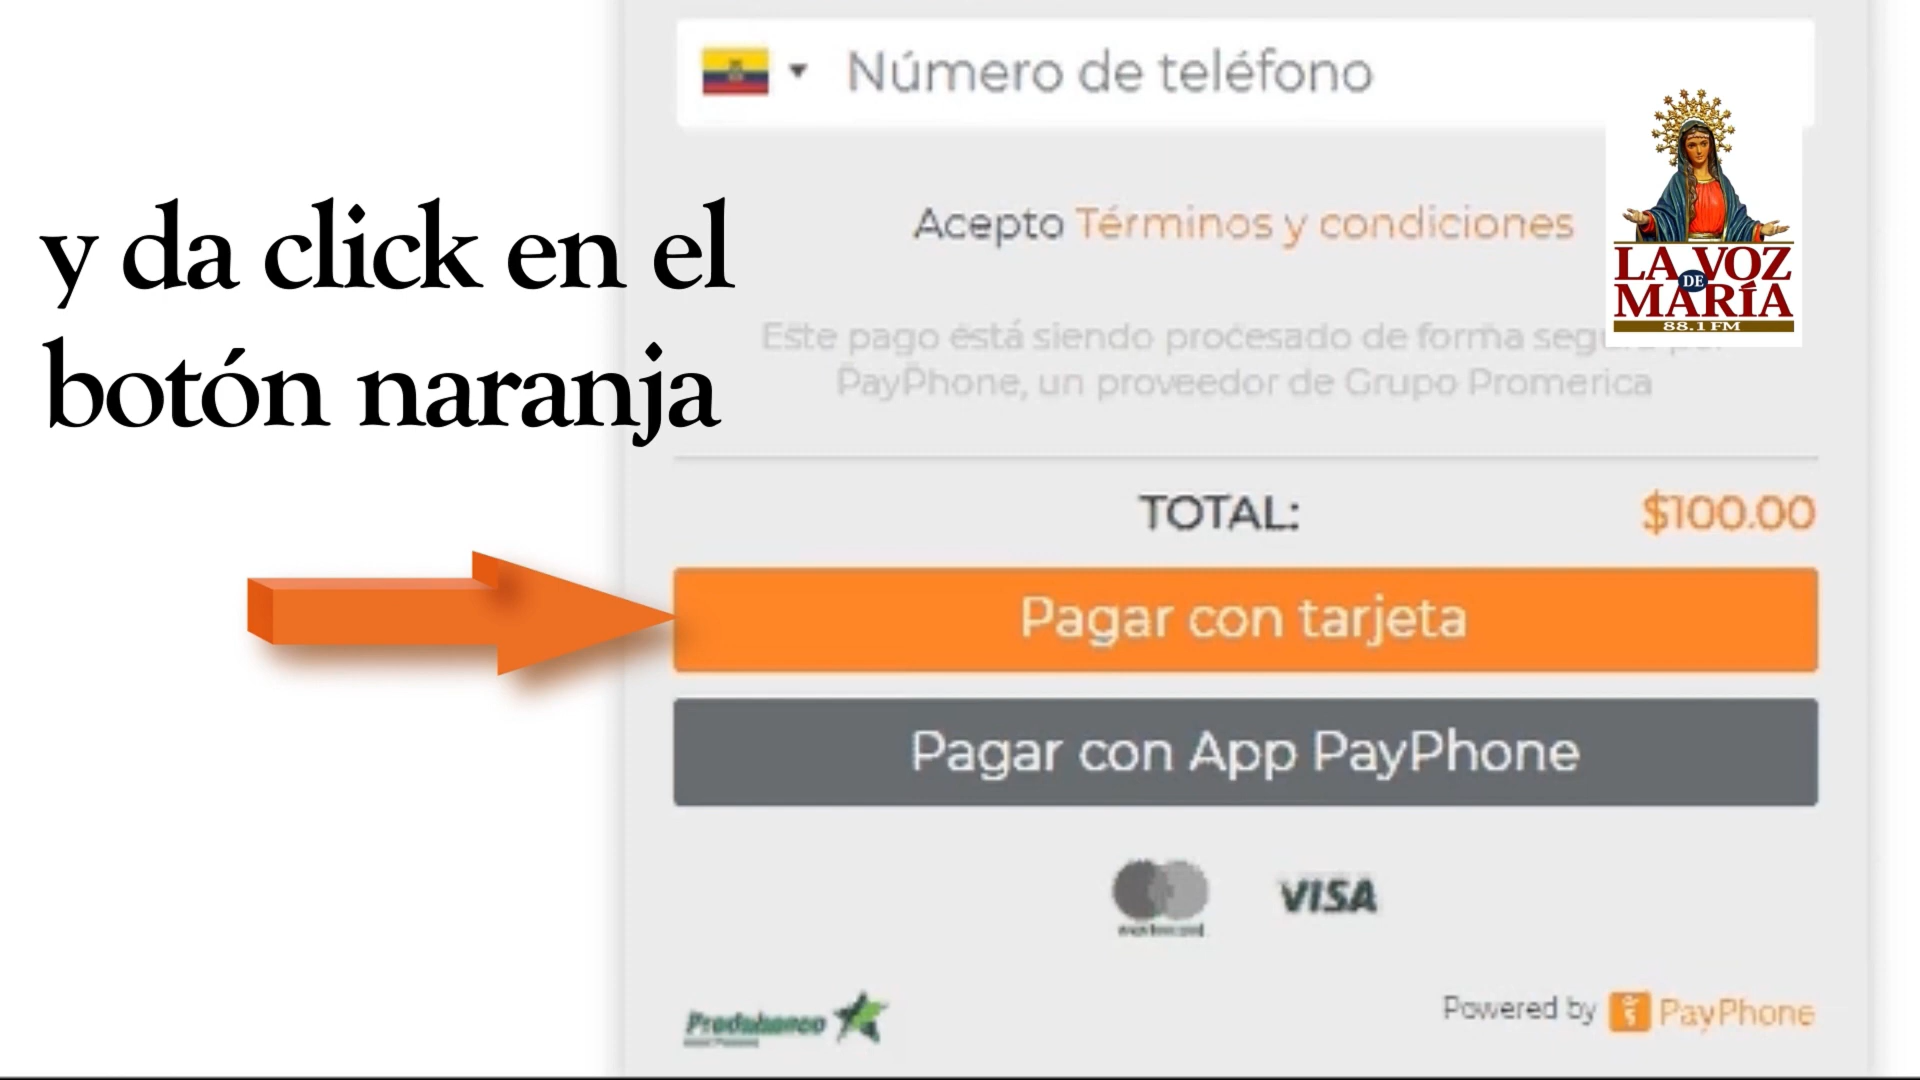 Número de teléfono
y da click en el
botón naranja
Acepto Términos y condiciones
LA VOZ
DE
MARÍA
88.1 FM
Este pago está siendo procesado de forma
PayPhone, un proveedor de Grupo Promerica
TOTAL: $100.00
Pagar con tarjeta
Pagar con App PayPhone
mastercard
VISA
Produbanco
Powered by PayPhone